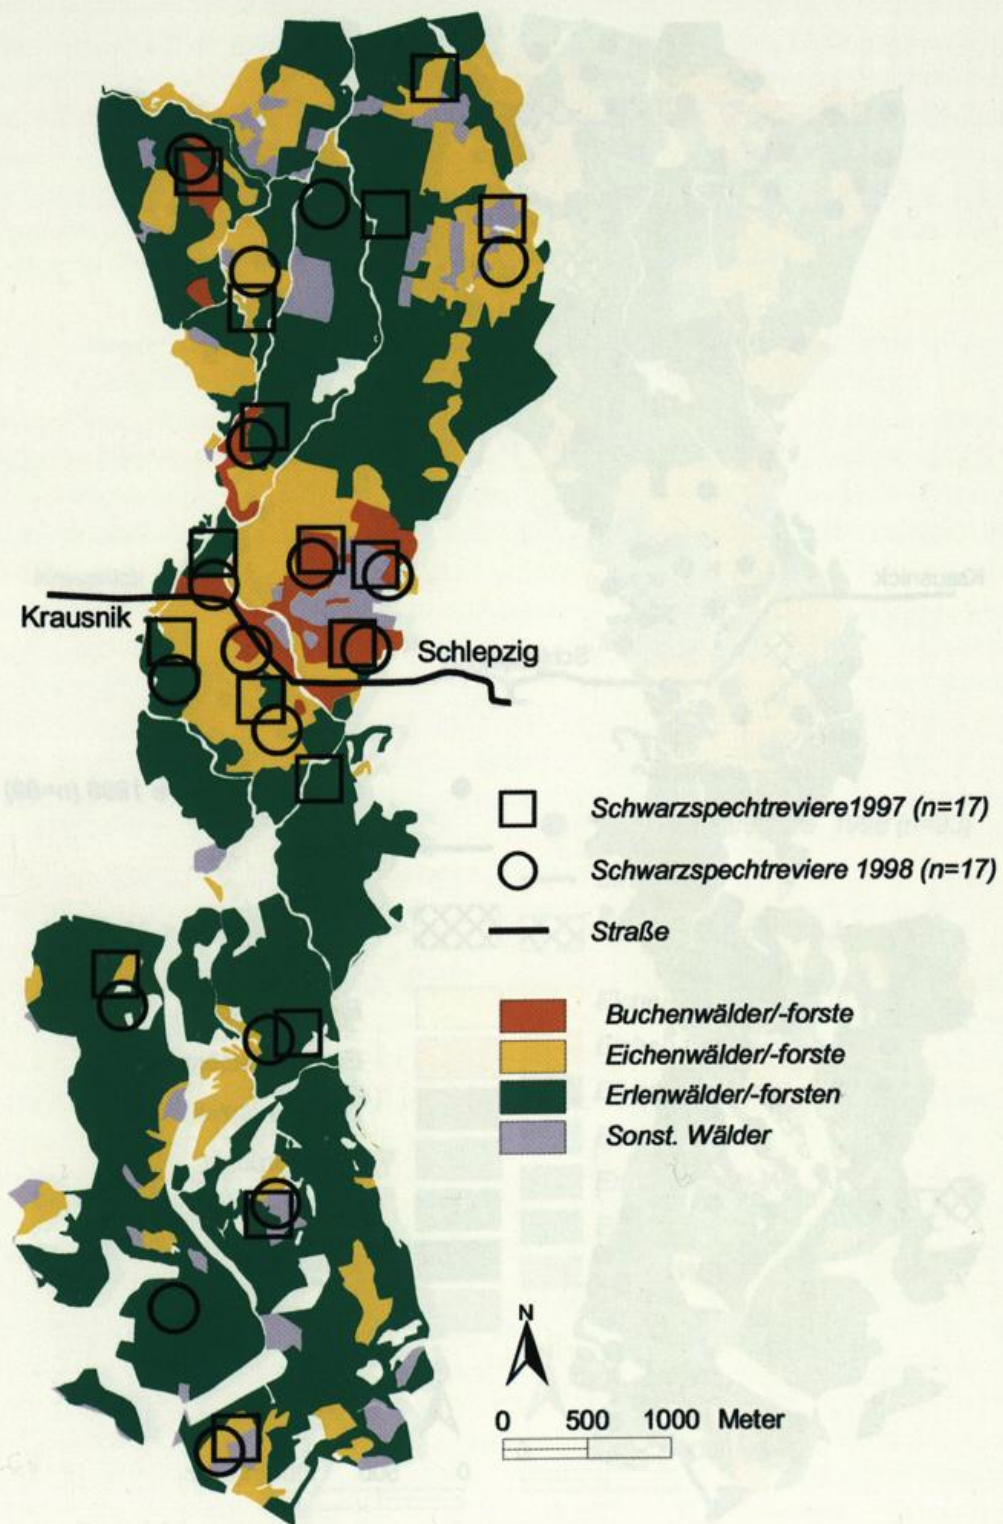 Krausnik
Schlepzig
Schwarzspechtreviere1997 (n=17)
Schwarzspechtreviere 1998 (n=17)
Straße
Buchenwälder/-forste
Eichenwälder/-forste
Erlenwälder/-forsten
Sonst. Wälder
N
0 500 1000 Meter